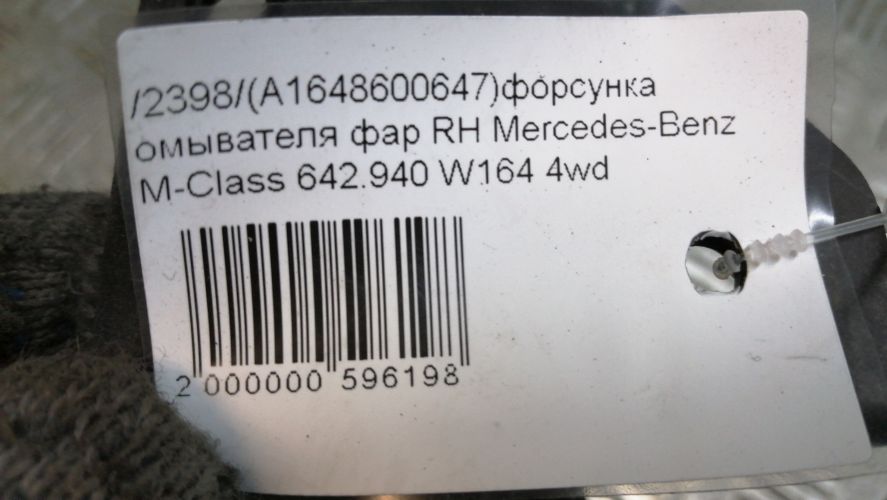 /2398/(A1648600647)форсунка
омывателя фар RH Mercedes-Benz
M-Class 642.940 W164 4wd
2 000000 596198